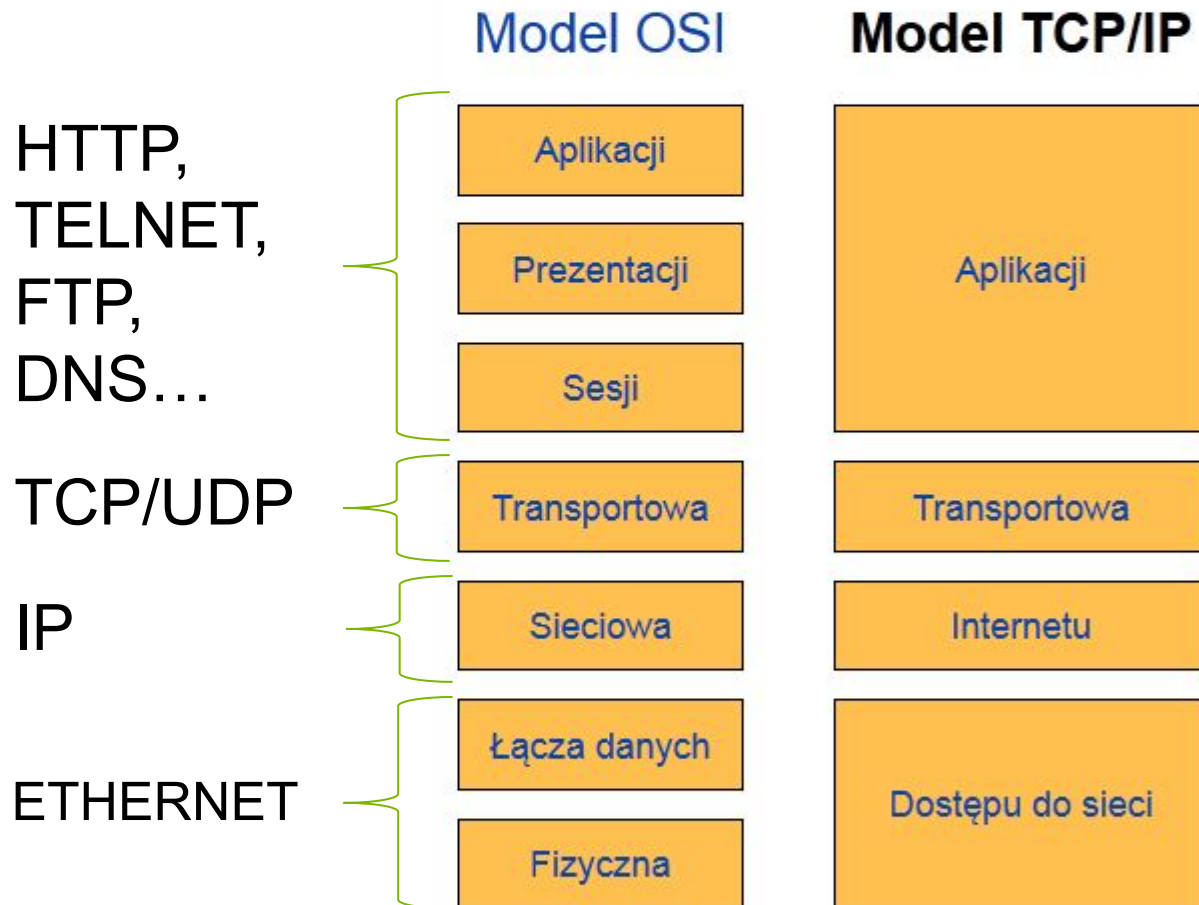 Model OSI
Model TCP/IP
HTTP,
TELNET,
FTP,
DNS…
TCP/UDP
IP
ETHERNET
Aplikacji
Prezentacji
Sesji
Transportowa
Sieciowa
Łącza danych
Fizyczna
Aplikacji
Transportowa
Internetu
Dostępu do sieci